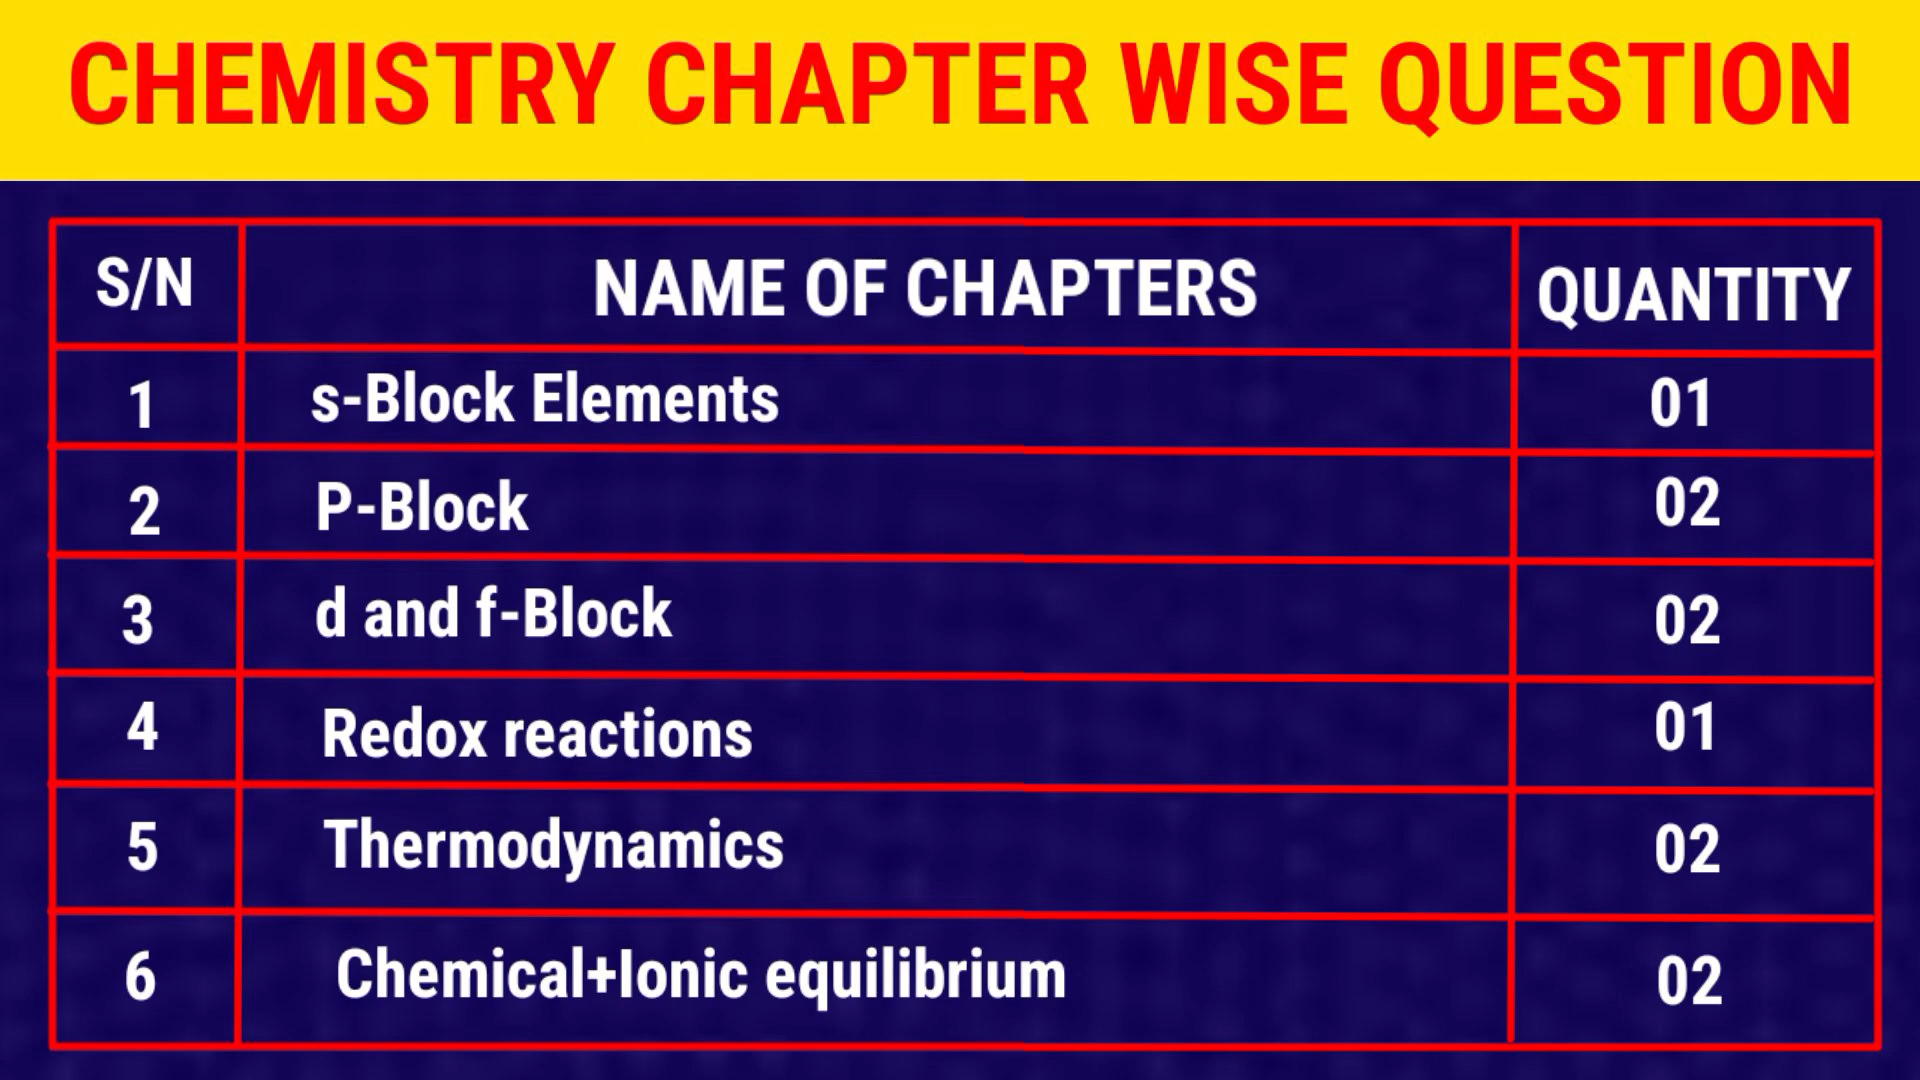 CHEMISTRY CHAPTER WISE QUESTION
S/N NAME OF CHAPTERS QUANTITY
1 s-Block Elements 01
2 P-Block 02
3 d and f-Block 02
4 Redox reactions 01
5 Thermodynamics 02
6 Chemical+Ionic equilibrium 02